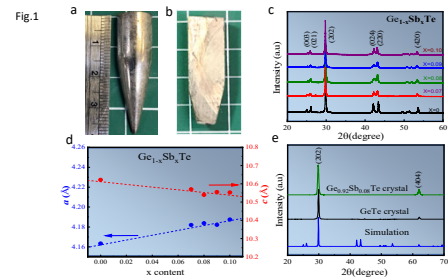 Fig.1
a
b
c
Ge1-xSbxTe
(003)
(021)
(202)
(024)
(220)
(420)
X=0.10
X=0.09
X=0.08
X=0.07
X=0
Intensity (a.u)
20 30 40 50 60
2θ(degree)
1
2
3
d
Ge1-xSbxTe
4.26
4.24
4.22
4.20
4.18
4.16
a (Å)
10.8
10.7
10.6
10.5
10.4
10.3
10.2
c (Å)
0.00 0.02 0.04 0.06 0.08 0.10
x content
e
(202)
(404)
Ge0.92Sb0.08Te crystal
GeTe crystal
Simulation
Intensity (a.u)
20 30 40 50 60 70
2θ(degree)